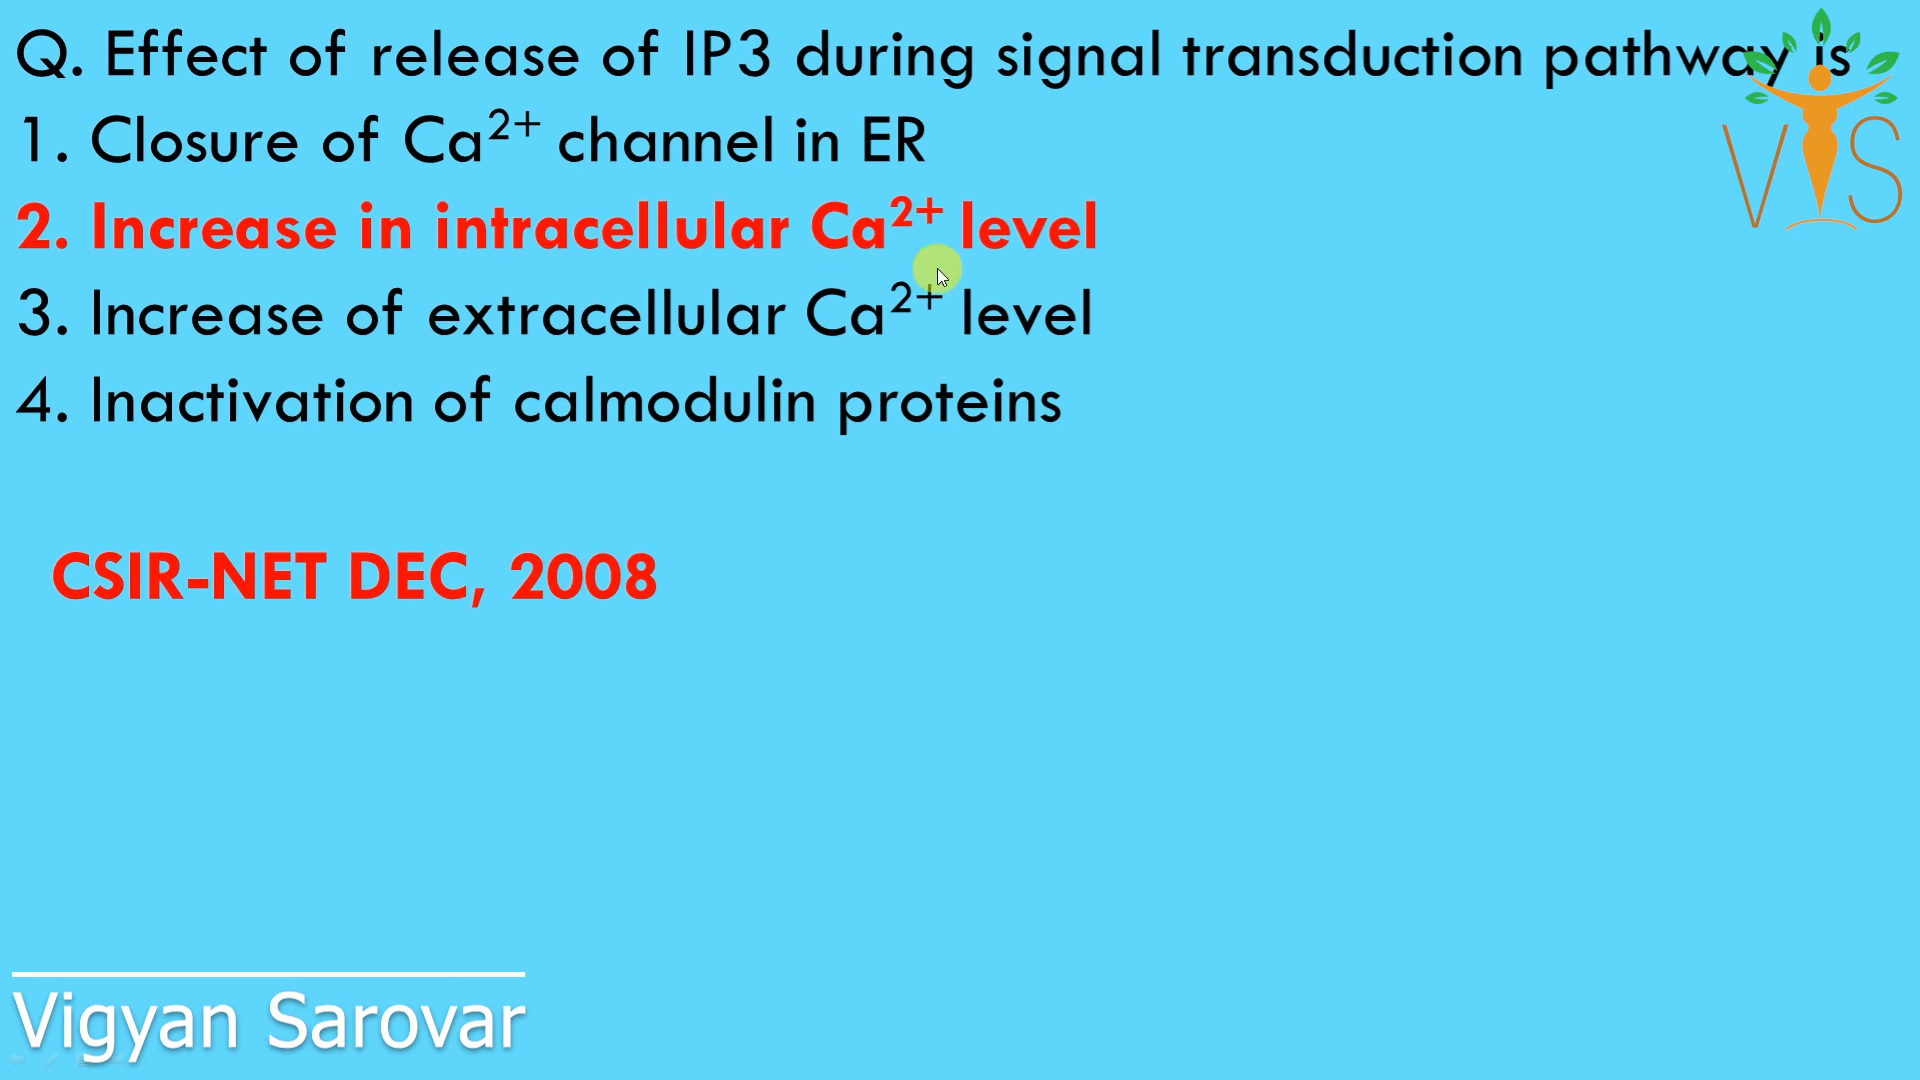 Q. Effect of release of IP3 during signal transduction pathway is
1. Closure of Ca²⁺ channel in ER
2. Increase in intracellular Ca²⁺ level
3. Increase of extracellular Ca²⁺ level
4. Inactivation of calmodulin proteins
CSIR-NET DEC, 2008
VIS
Vigyan Sarovar